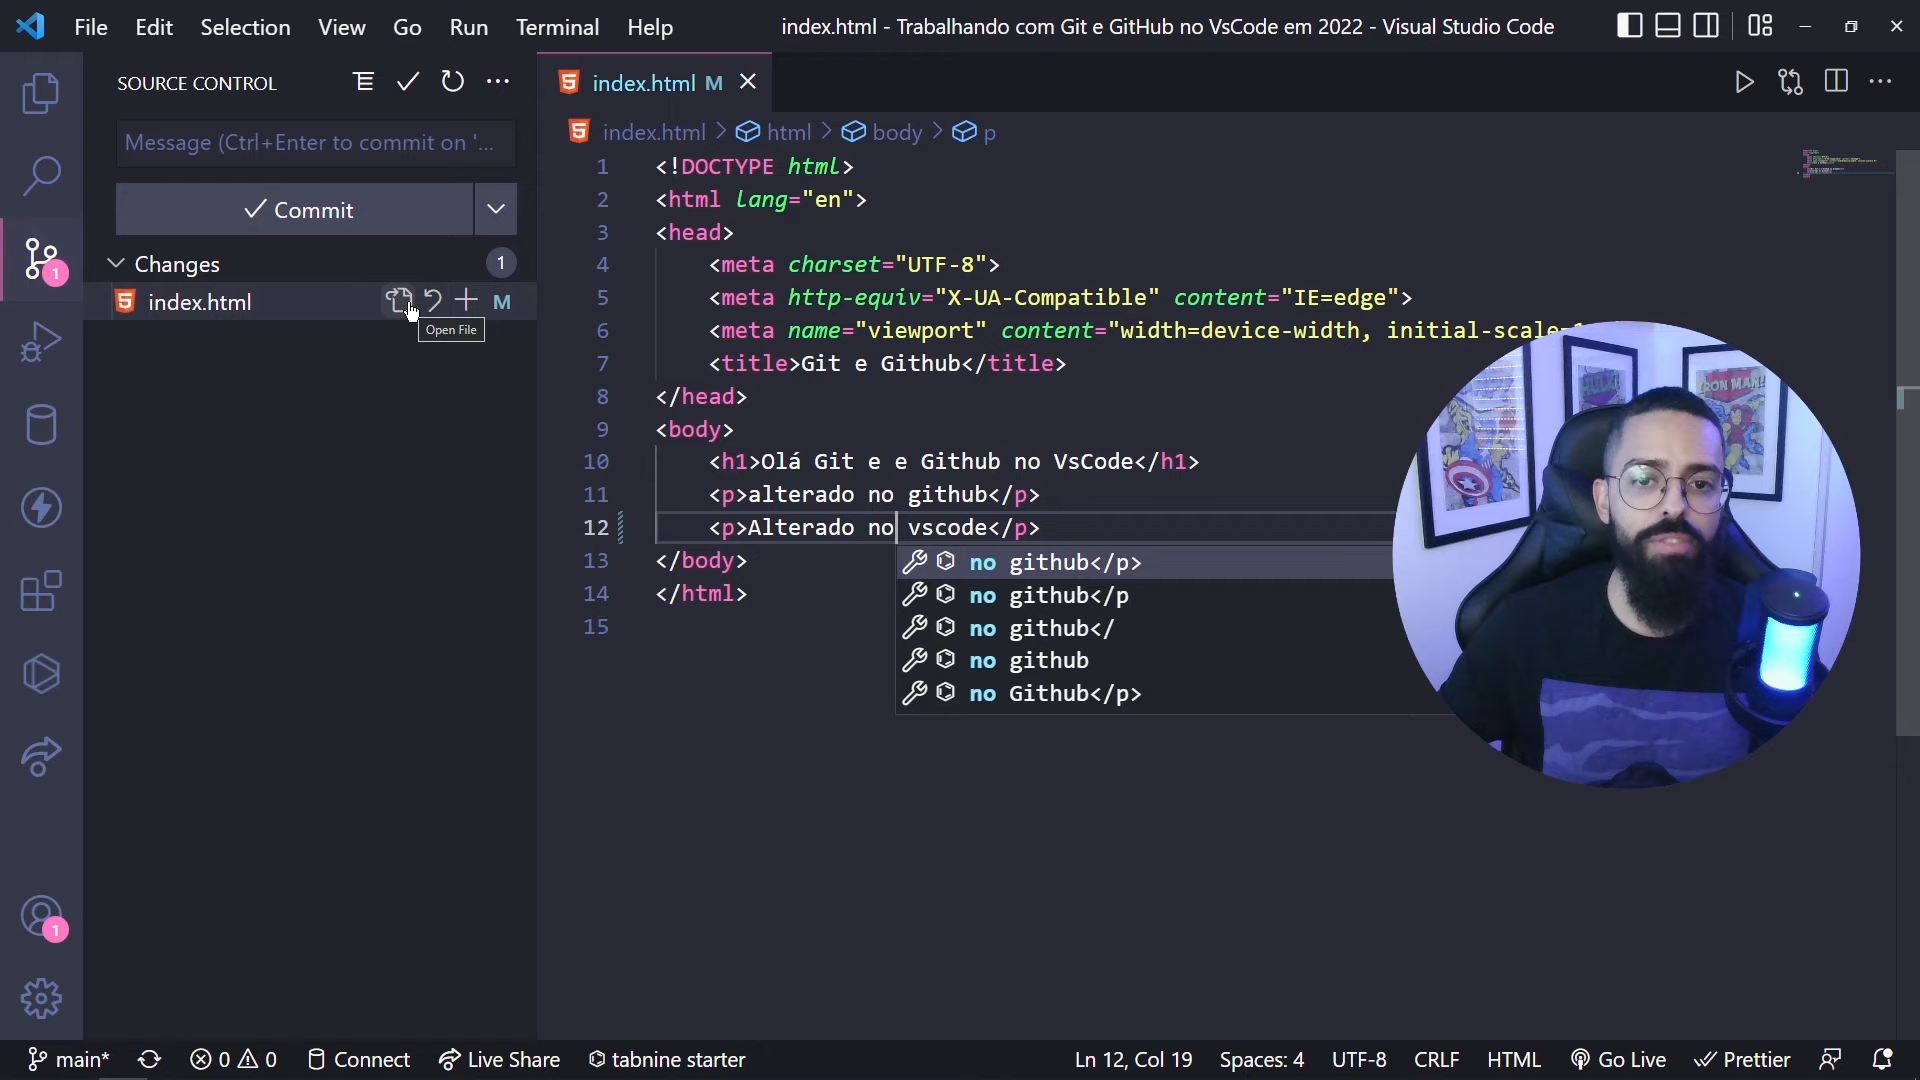 File Edit Selection View Go Run Terminal Help
index.html - Trabalhando com Git e GitHub no VsCode em 2022 - Visual Studio Code
SOURCE CONTROL
Message (Ctrl+Enter to commit on '...
Commit
Changes 1
index.html M
Open File
1
1
index.html M
index.html > html > body > p
1 <!DOCTYPE html>
2 <html lang="en">
3 <head>
4 <meta charset="UTF-8">
5 <meta http-equiv="X-UA-Compatible" content="IE=edge">
6 <meta name="viewport" content="width=device-width, initial-scale=1
7 <title>Git e Github</title>
8 </head>
9 <body>
10 <h1>Olá Git e e Github no VsCode</h1>
11 <p>alterado no github</p>
12 <p>Alterado no vscode</p>
13 </body>
14 </html>
15
no github</p>
no github</p
no github</
no github
no Github</p>
IRON MAN!
main* 0 0 Connect Live Share tabnine starter
Ln 12, Col 19 Spaces: 4 UTF-8 CRLF HTML Go Live Prettier